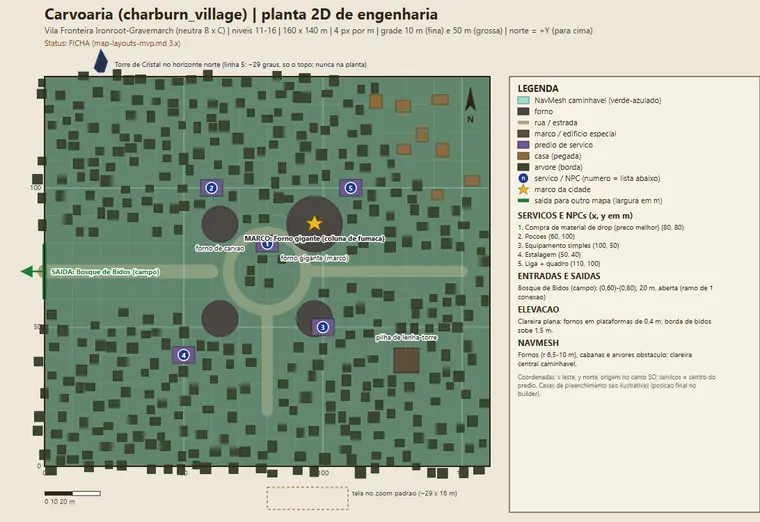 Carvoaria (charburn_village) | planta 2D de engenharia
Vila Fronteira Ironroot-Gravemarch (neutra B x C) | niveis 11-16 | 160 x 140 m | 4 px por m | grade 10 m (fina) e 50 m (grossa) | norte = +Y (para cima)
Status: FICHA (map-layouts-mvp.md 3.x)
Torre de Cristal no horizonte norte (linha 5: ~29 graus, so o topo; nunca na planta)
N
100
2
5
MARCO: Forno gigante (coluna de fumaca)
forno de carvao
1
forno gigante (marco)
SAIDA: Bosque de Bidos (campo)
50
3
pilha de lenha-torre
4
0
100
0 10 20 m
tela no zoom padrao (~29 x 16 m)
LEGENDA
NavMesh caminhavel (verde-azulado)
forno
rua / estrada
marco / edificio especial
predio de servico
casa (pegada)
arvore (borda)
n servico / NPC (numero = lista abaixo)
marco da cidade
saida para outro mapa (largura em m)
SERVICOS E NPCs (x, y em m)
1. Compra de material de drop (preco melhor) (80, 80)
2. Pocoes (60, 100)
3. Equipamento simples (100, 50)
4. Estalagem (50, 40)
5. Liga + quadro (110, 100)
ENTRADAS E SAIDAS
Bosque de Bidos (campo): (0,60)-(0,80); 20 m, aberta (ramo de 1
conexao)
ELEVACAO
Clareira plana: fornos em plataformas de 0.4 m; borda de bidos
sobe 1.5 m.
NAVMESH
Fornos (r 6,5-10 m), cabanas e arvores obstaculo; clareira
central caminhavel.
Coordenadas: x leste, y norte, origem no canto SO; servicos = centro do
predio. Casas de preenchimento sao ilustrativas (posicao final no
builder).